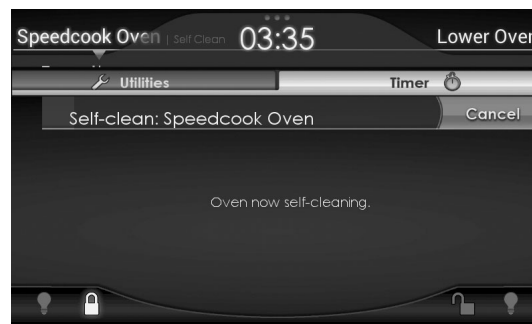 Speedcook Oven | Self Clean 03:35 Lower Oven
Utilities Timer
Self-clean: Speedcook Oven Cancel
Oven now self-cleaning.